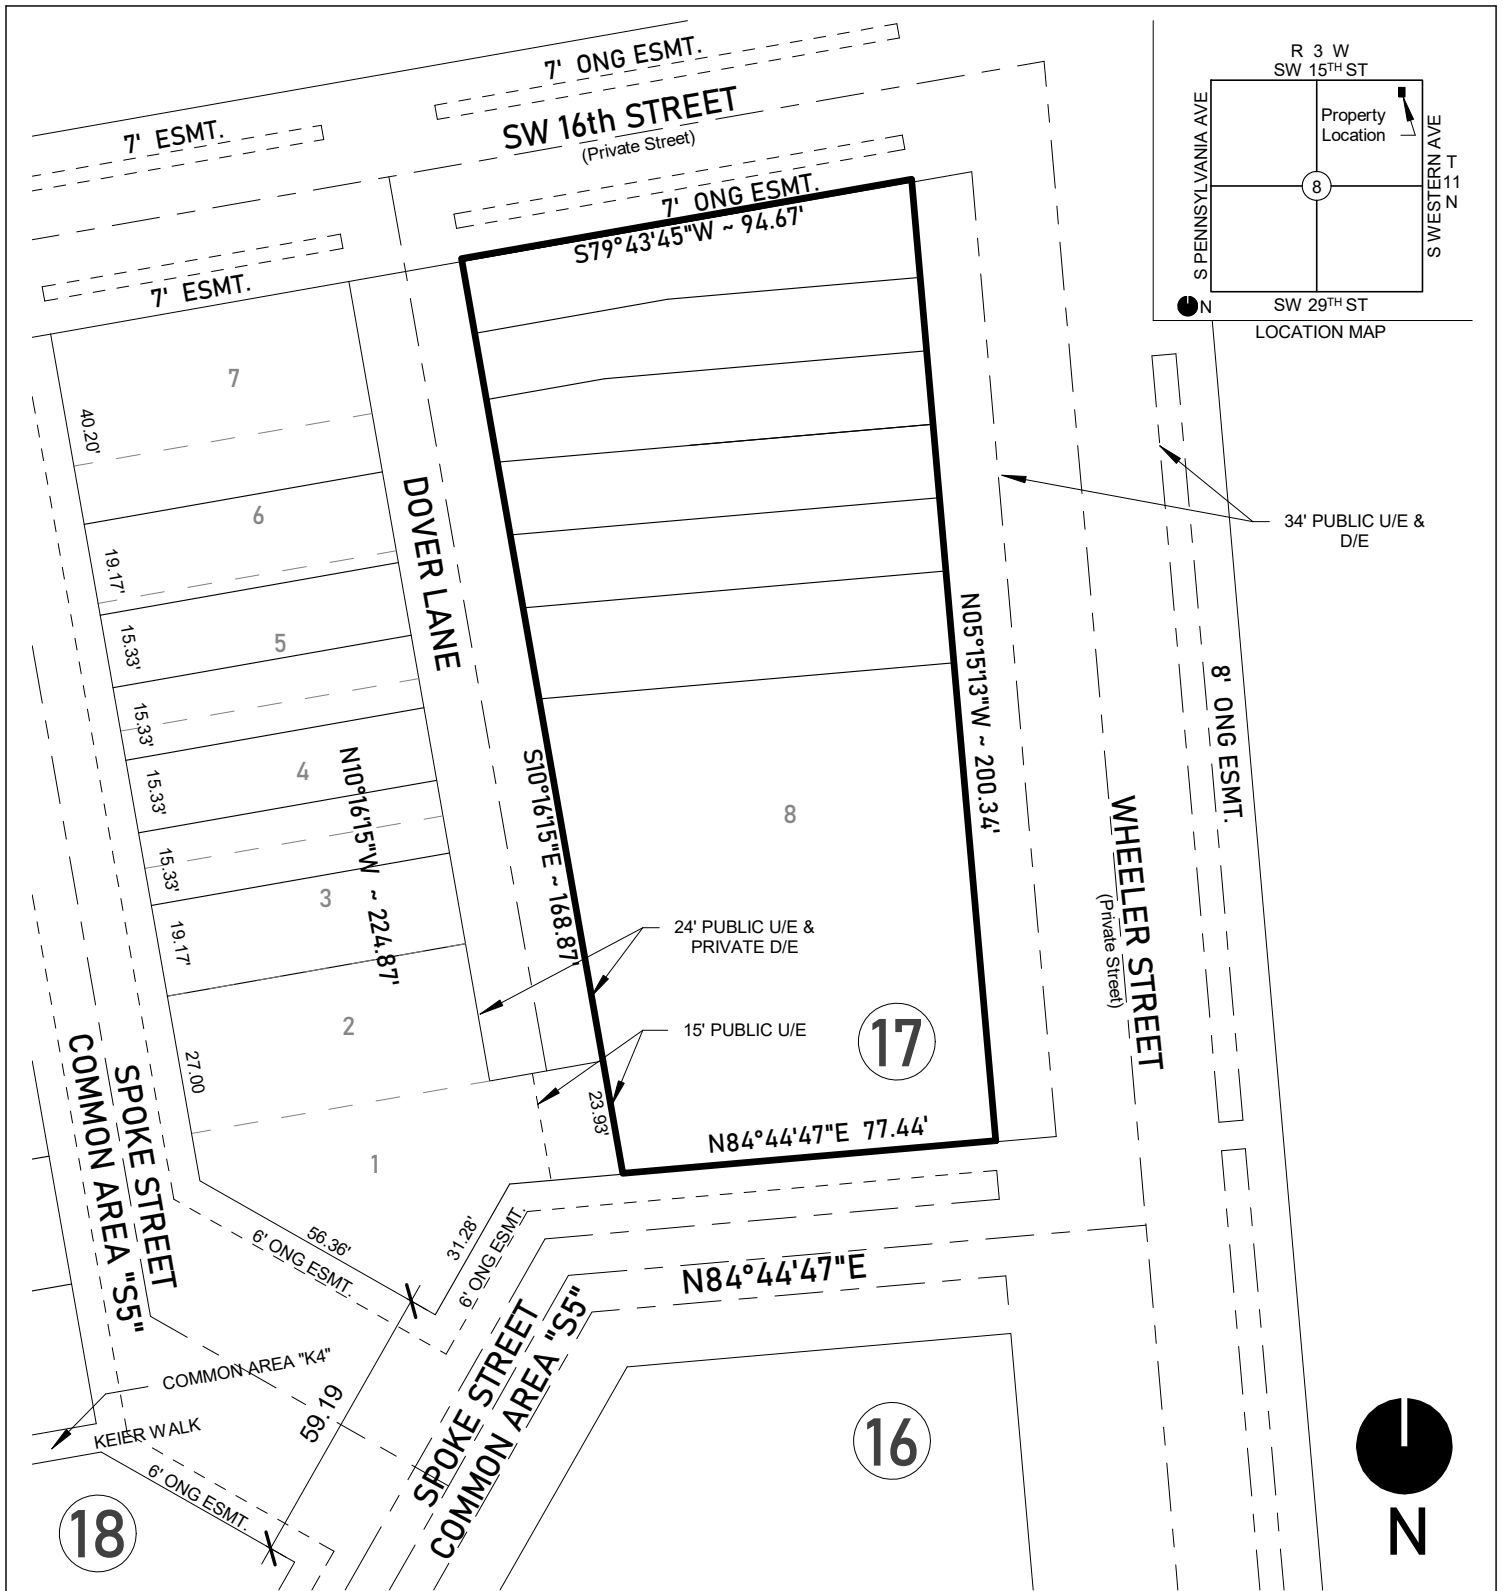 7' ONG ESMT.
SW 16th STREET
(Private Street)
7' ESMT.
7' ONG ESMT.
S79°43'45"W ~ 94.67'
7' ESMT.
R 3 W
SW 15TH ST
S PENNSYLVANIA AVE
Property
Location
S WESTERN AVE
T
11
N
8
N
SW 29TH ST
LOCATION MAP
7
40.20'
6
19.17'
5
15.33'
15.33'
4
15.33'
15.33'
3
19.17'
2
27.00
1
DOVER LANE
N10°16'15"W ~ 224.87'
S10°16'15"E ~ 168.87'
N05°15'13"W ~ 200.34'
34' PUBLIC U/E &
D/E
8' ONG ESMT.
8
WHEELER STREET
(Private Street)
24' PUBLIC U/E &
PRIVATE D/E
15' PUBLIC U/E
17
23.93'
N84°44'47"E 77.44'
SPOKE STREET
COMMON AREA "S5"
56.36'
6' ONG ESMT.
31.28'
6' ONG ESMT.
N84°44'47"E
SPOKE STREET
COMMON AREA "S5"
COMMON AREA "K4"
KEIER WALK
59.19
6' ONG ESMT.
18
16
N